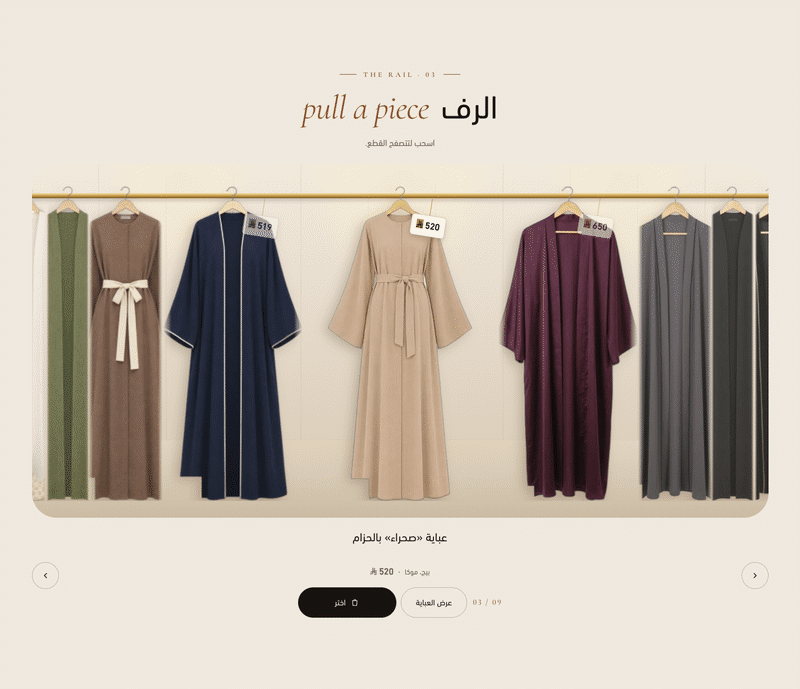 THE RAIL · 03
الرف pull a piece
اسحب لتتصفح القطع.
519
520
650
عباية «صحراء» بالحزام
بيج، موكا · 520
اختر
عرض العباية
03 / 09